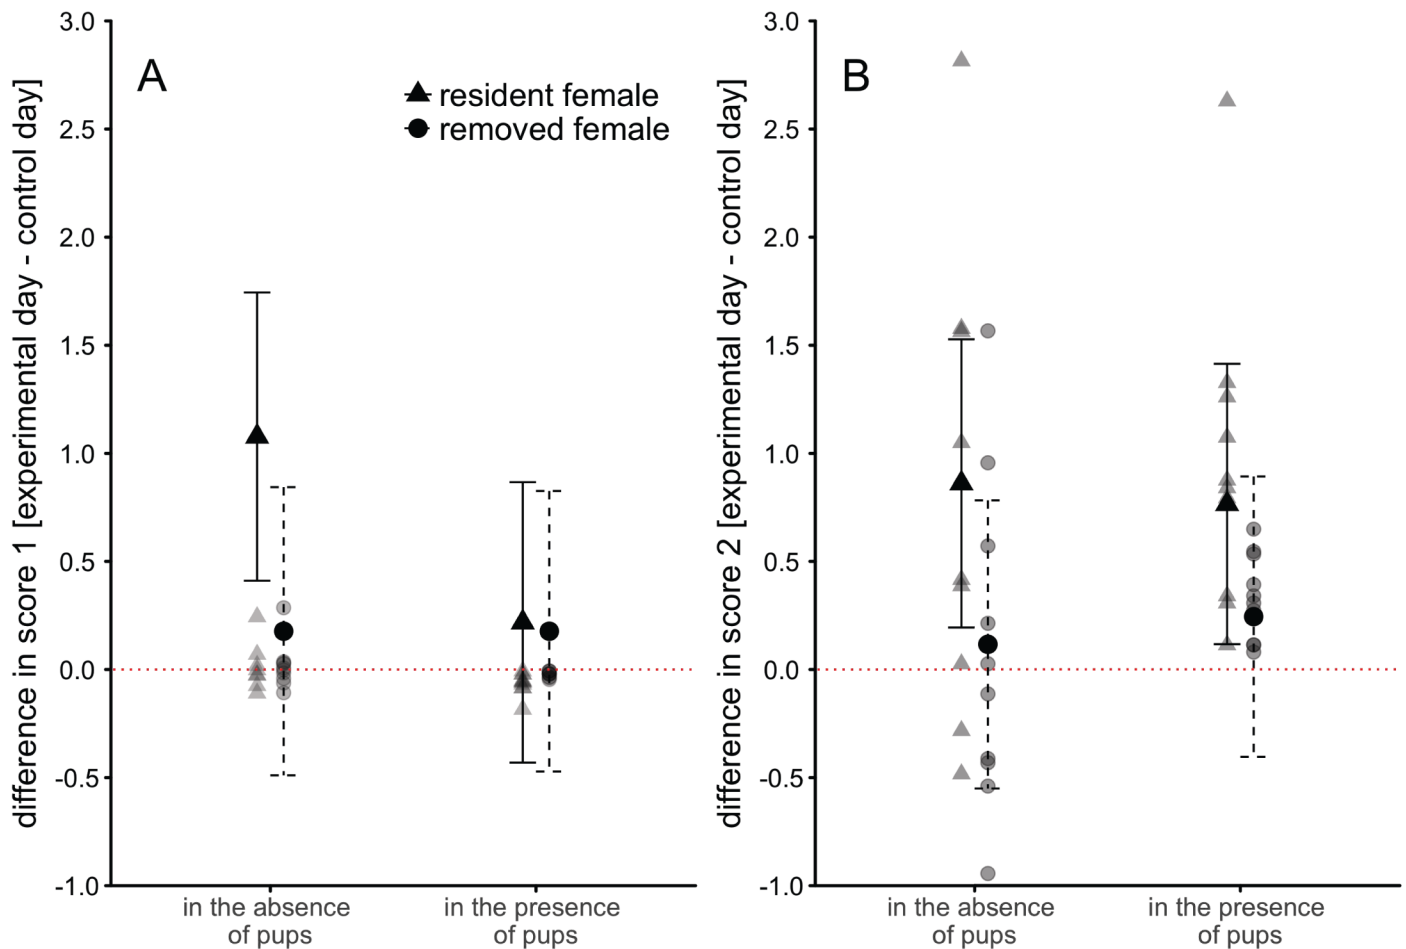 difference in score 1 [experimental day - control day]
3.0
2.5
2.0
1.5
1.0
0.5
0.0
-0.5
-1.0
A
resident female
removed female
in the absence
of pups
in the presence
of pups
difference in score 2 [experimental day - control day]
3.0
2.5
2.0
1.5
1.0
0.5
0.0
-0.5
-1.0
B
in the absence
of pups
in the presence
of pups